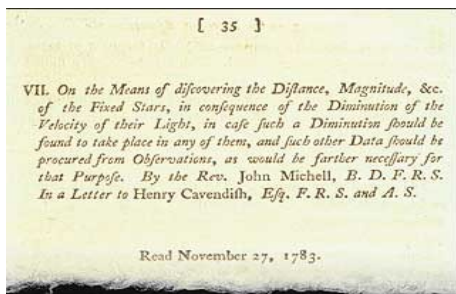 [ 35 ]
VII. On the Means of diſcovering the Diſtance, Magnitude, &c.
of the Fixed Stars, in conſequence of the Diminution of the
Velocity of their Light, in caſe ſuch a Diminution ſhould be
found to take place in any of them, and ſuch other Data ſhould be
procured from Obſervations, as would be farther neceſſary for
that Purpoſe. By the Rev. John Michell, B. D. F. R. S.
In a Letter to Henry Cavendiſh, Eſq. F. R. S. and A. S.
Read November 27, 1783.